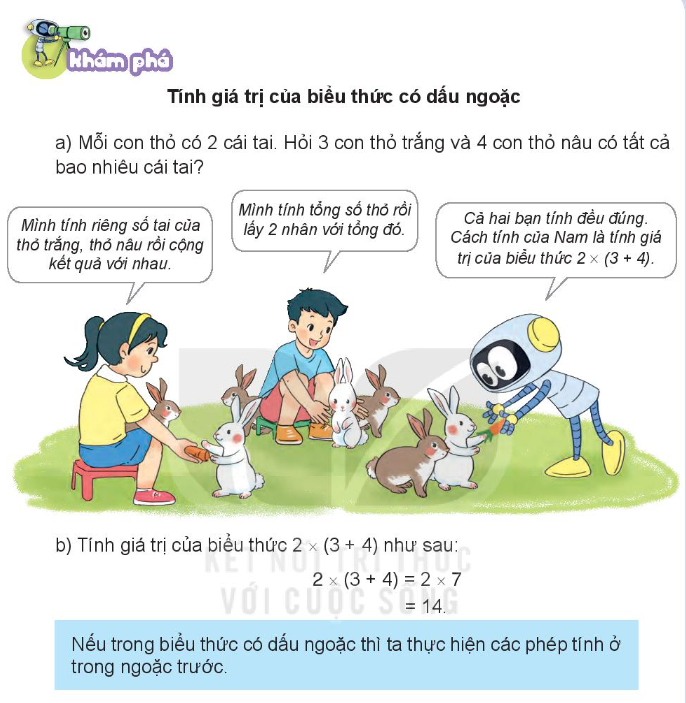 khám phá
Tính giá trị của biểu thức có dấu ngoặc
a) Mỗi con thỏ có 2 cái tai. Hỏi 3 con thỏ trắng và 4 con thỏ nâu có tất cả
bao nhiêu cái tai?
Mình tính riêng số tai của
thỏ trắng, thỏ nâu rồi cộng
kết quả với nhau.
Mình tính tổng số thỏ rồi
lấy 2 nhân với tổng đó.
Cả hai bạn tính đều đúng.
Cách tính của Nam là tính giá
trị của biểu thức 2 × (3 + 4).
b) Tính giá trị của biểu thức 2 × (3 + 4) như sau:
KẾT NỐI TRI THỨC
2 × (3 + 4) = 2 × 7
VỚI CUỘC SỐNG
= 14.
Nếu trong biểu thức có dấu ngoặc thì ta thực hiện các phép tính ở
trong ngoặc trước.